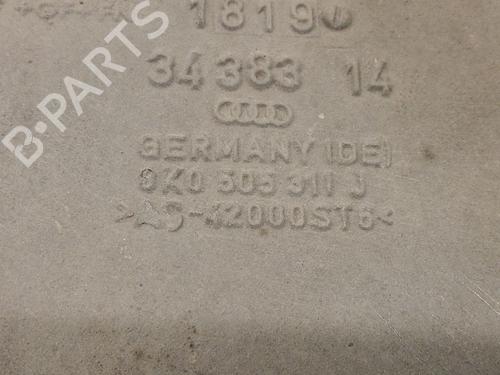 1819
34 383 14
GERMANY (DE)
8K0 505 311 J
>AS-42000ST6<
B-PARTS